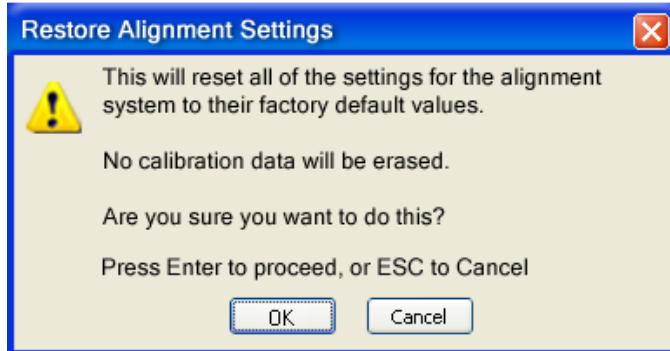 Restore Alignment Settings
This will reset all of the settings for the alignment
system to their factory default values.
No calibration data will be erased.
Are you sure you want to do this?
Press Enter to proceed, or ESC to Cancel
OK Cancel